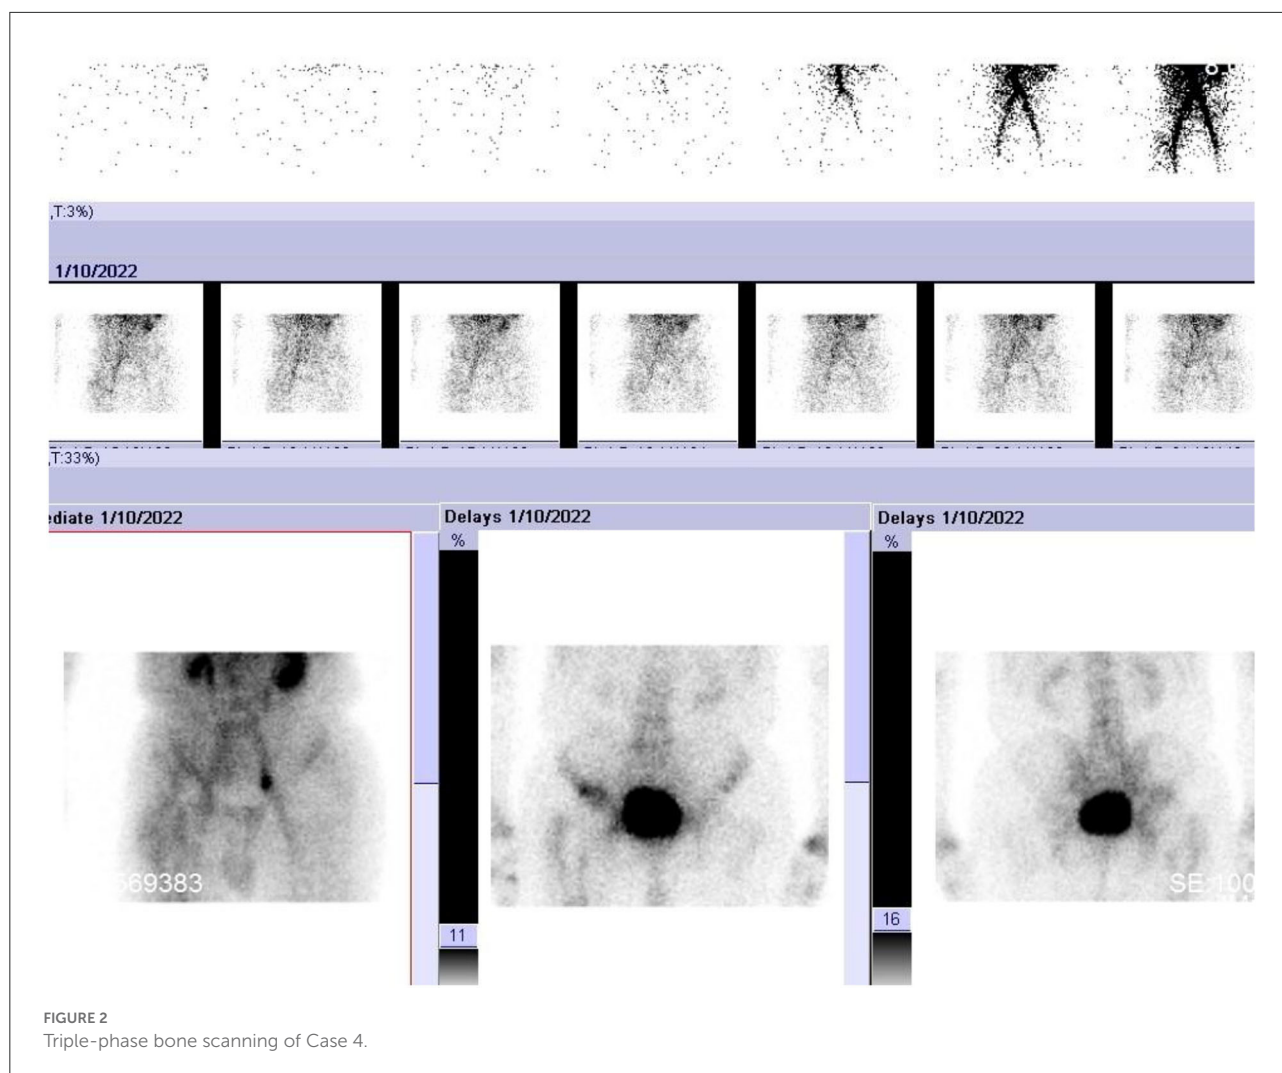 ,T:3%)
1/10/2022
,T:33%)
ediate 1/10/2022
Delays 1/10/2022
Delays 1/10/2022
%
%
569383
SE:100
11
16
FIGURE 2
Triple-phase bone scanning of Case 4.